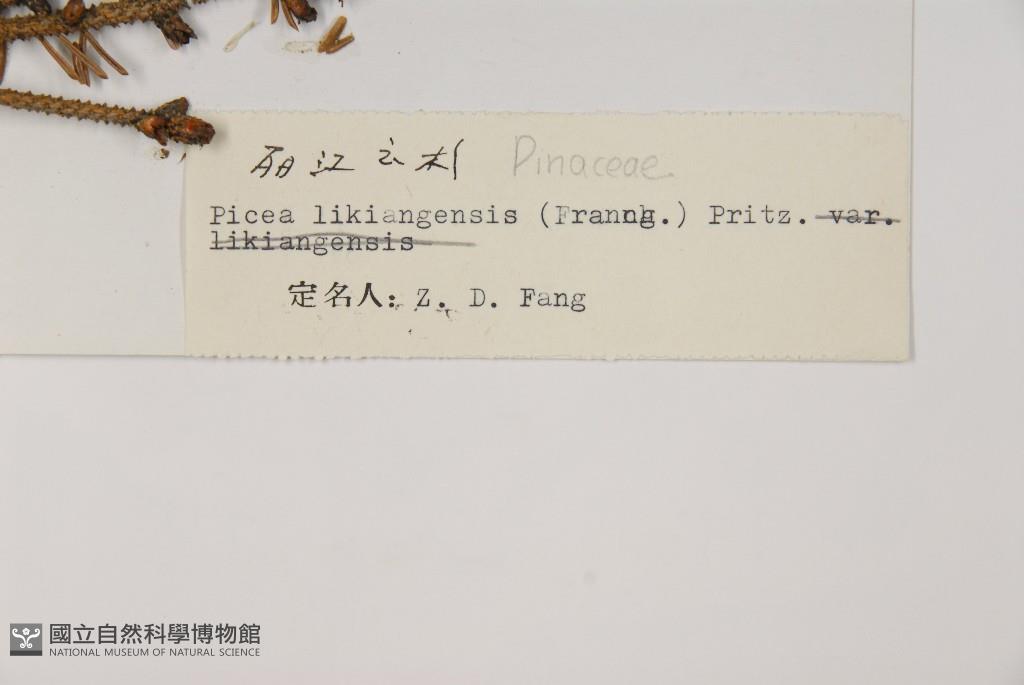 丽江云杉 Pinaceae
Picea likiangensis (Franch.) Pritz. var.
likiangensis
定名人: Z. D. Fang
國立自然科學博物館
NATIONAL MUSEUM OF NATURAL SCIENCE